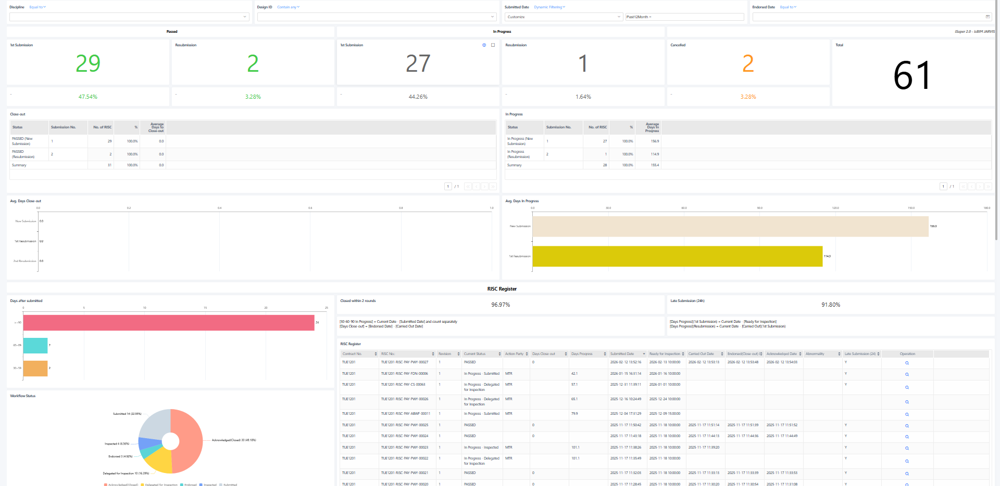 Discipline Equal to
Design ID Contain any
Submitted Date Dynamic Filtering
Endorsed Date Equal to
Customize
Past12Month ~
Passed
In Progress
iSuper 2.0 - isBIM JARVIS
1st Submission
29
47.54%
Resubmission
2
3.28%
1st Submission
27
44.26%
Resubmission
1
1.64%
Cancelled
2
3.28%
Total
61
Close-out
Status Submission No. No. of RISC % Average Days to Close-out
PASSED (New Submission) 1 29 100.0% 0.0
PASSED (Resubmission) 2 2 100.0% 0.0
Summary 31 100.0% 0.0
1 / 1
In Progress
Status Submission No. No. of RISC % Average Days In Progress
In Progress (New Submission) 1 27 100.0% 156.9
In Progress (Resubmission) 2 1 100.0% 114.9
Summary 28 100.0% 155.4
1 / 1
Avg. Days Close-out
0.0 0.2 0.4 0.6 0.8 1.0
New Submission 0.0
1st Resubmission 0.0
2nd Resubmission 0.0
Avg. Days In Progress
0.0 30.0 60.0 90.0 120.0 150.0 180.0
New Submission 156.9
1st Resubmission 114.9
RISC Register
Days after submitted
0 5 10 15 20 25
>=90 24
60-89 2
30-59 2
Closed within 2 rounds
96.97%
Late Submission (24h)
91.80%
[30-60-90 In Progress] = Current Date - [Submitted Date] and count separately
[Days Close-out] = [Endorsed Date] - [Carried Out Date]
[Days Progress](1st Submission) = Current Date - [Ready for Inspection]
[Days Progress](Resubmission) = Current Date - [Carried Out](1st Submission)
Workflow Status
Submitted 14 (22.95%)
Inspected 4 (6.56%)
Endorsed 3 (4.92%)
Delegated for Inspection 10 (16.39%)
Acknowledged(Closed) 30 (49.18%)
Acknowledged(Closed) Delegated for Inspection Endorsed Inspected Submitted
RISC Register
Contract No. RISC No.: Revision Current Status Action Party Days Close-out Days Progress Submitted Date Ready for Inspection Carried Out Date Endorsed(Close-out) Acknowledged Date Abnormality Late Submission (24) Operation
TUE1201 TUE1201-RISC-PAY-PWY-00027 1 PASSED 0 2026-02-12 13:52:16 2026-02-13 10:00:00 2026-02-12 13:53:13 2026-02-12 13:53:48 2026-02-12 13:54:03 Y
TUE1201 TUE1201-RISC-PAY-FDN-00006 1 In Progress - Submitted MTR 42.1 2026-01-15 16:31:14 2026-01-16 10:00:00 Y
TUE1201 TUE1201-RISC-PAY-CS-00063 1 In Progress - Delegated for Inspection MTR 57.1 2025-12-31 11:39:11 2026-01-01 10:00:00 Y
TUE1201 TUE1201-RISC-PAY-PWY-00026 1 In Progress - Delegated for Inspection MTR 65.1 2025-12-16 10:24:49 2025-12-24 10:00:00
TUE1201 TUE1201-RISC-PAY-ABWF-00011 1 In Progress - Submitted MTR 79.9 2025-12-04 17:31:29 2025-12-09 15:00:00
TUE1201 TUE1201-RISC-PAY-PWY-00025 1 PASSED 0 2025-11-17 11:50:42 2025-11-18 10:00:00 2025-11-17 11:51:14 2025-11-17 11:51:39 2025-11-17 11:51:52 Y
TUE1201 TUE1201-RISC-PAY-PWY-00024 1 PASSED 0 2025-11-17 11:43:18 2025-11-18 10:00:00 2025-11-17 11:44:13 2025-11-17 11:44:36 2025-11-17 11:44:49 Y
TUE1201 TUE1201-RISC-PAY-PWY-00023 1 In Progress - Inspected MTR 101.1 2025-11-17 11:38:26 2025-11-18 10:00:00 2025-11-17 11:39:20 Y
TUE1201 TUE1201-RISC-PAY-PWY-00022 1 In Progress - Delegated for Inspection MTR 101.1 2025-11-17 11:35:49 2025-11-18 10:00:00 Y
TUE1201 TUE1201-RISC-PAY-PWY-00021 1 PASSED 0 2025-11-17 11:32:03 2025-11-18 10:00:00 2025-11-17 11:33:13 2025-11-17 11:33:39 2025-11-17 11:33:53 Y
TUE1201 TUE1201-RISC-PAY-PWY-00020 1 PASSED 0 2025-11-17 11:28:45 2025-11-18 10:00:00 2025-11-17 11:30:20 2025-11-17 11:30:54 2025-11-17 11:31:08 Y